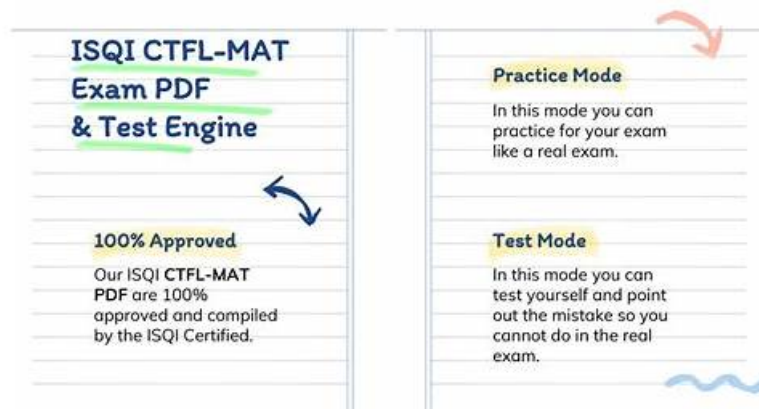 ISQI CTFL-MAT
Exam PDF
& Test Engine
100% Approved
Our ISQI CTFL-MAT
PDF are 100%
approved and compiled
by the ISQI Certified.
Practice Mode
In this mode you can
practice for your exam
like a real exam.
Test Mode
In this mode you can
test yourself and point
out the mistake so you
cannot do in the real
exam.